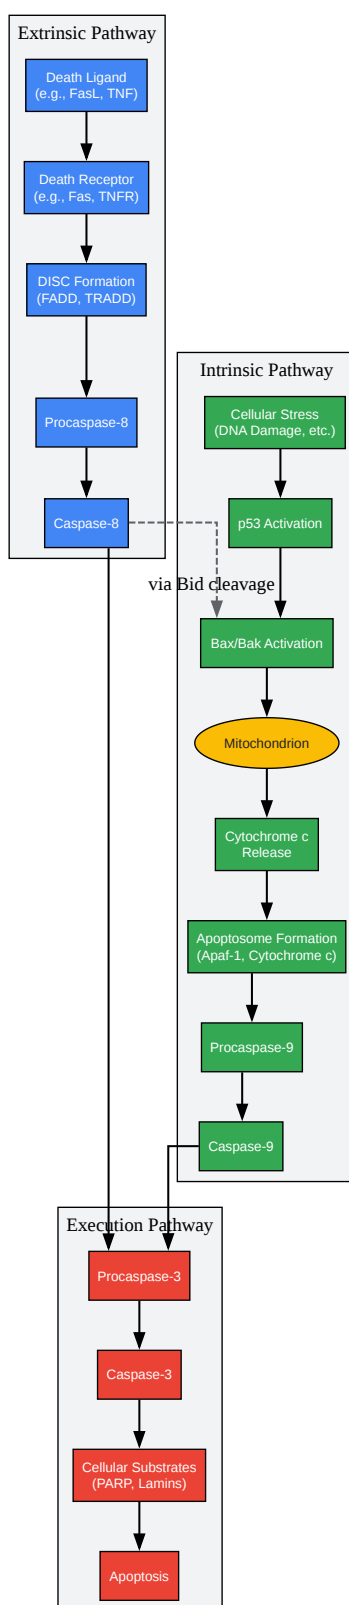 Extrinsic Pathway
Death Ligand
(e.g., FasL, TNF)
Death Receptor
(e.g., Fas, TNFR)
DISC Formation
(FADD, TRADD)
Procaspase-8
Caspase-8
via Bid cleavage
Intrinsic Pathway
Cellular Stress
(DNA Damage, etc.)
p53 Activation
Bax/Bak Activation
Mitochondrion
Cytochrome c
Release
Apoptosome Formation
(Apaf-1, Cytochrome c)
Procaspase-9
Caspase-9
Execution Pathway
Procaspase-3
Caspase-3
Cellular Substrates
(PARP, Lamins)
Apoptosis